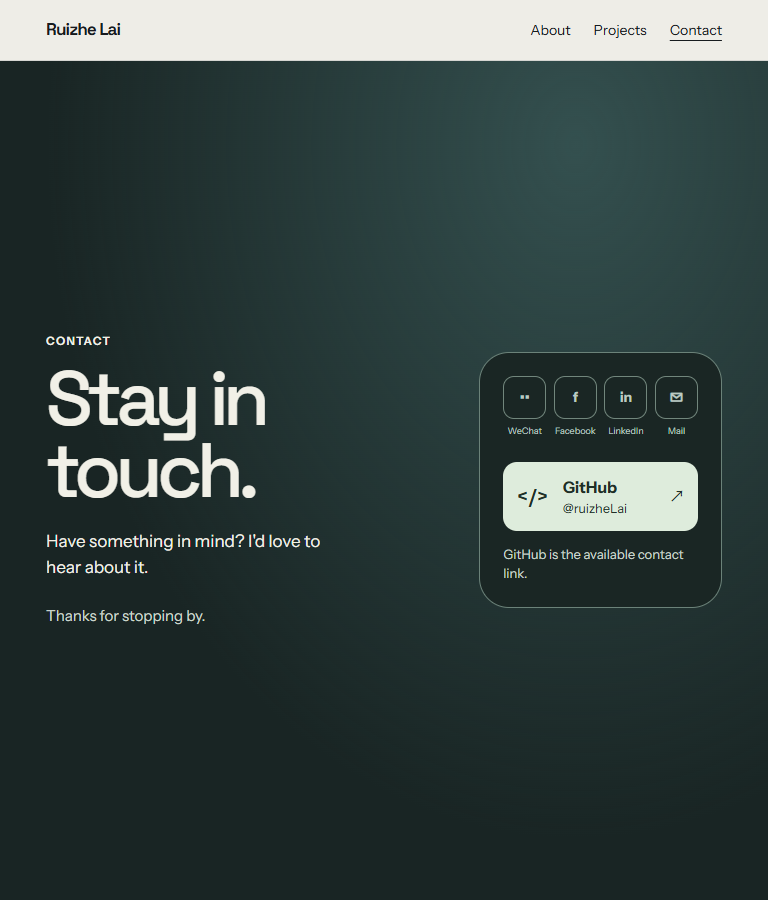 Ruizhe Lai
About
Projects
Contact
CONTACT
Stay in
touch.
Have something in mind? I'd love to
hear about it.
Thanks for stopping by.
f
in
WeChat
Facebook
LinkedIn
Mail
</>
GitHub
@ruizheLai
GitHub is the available contact
link.